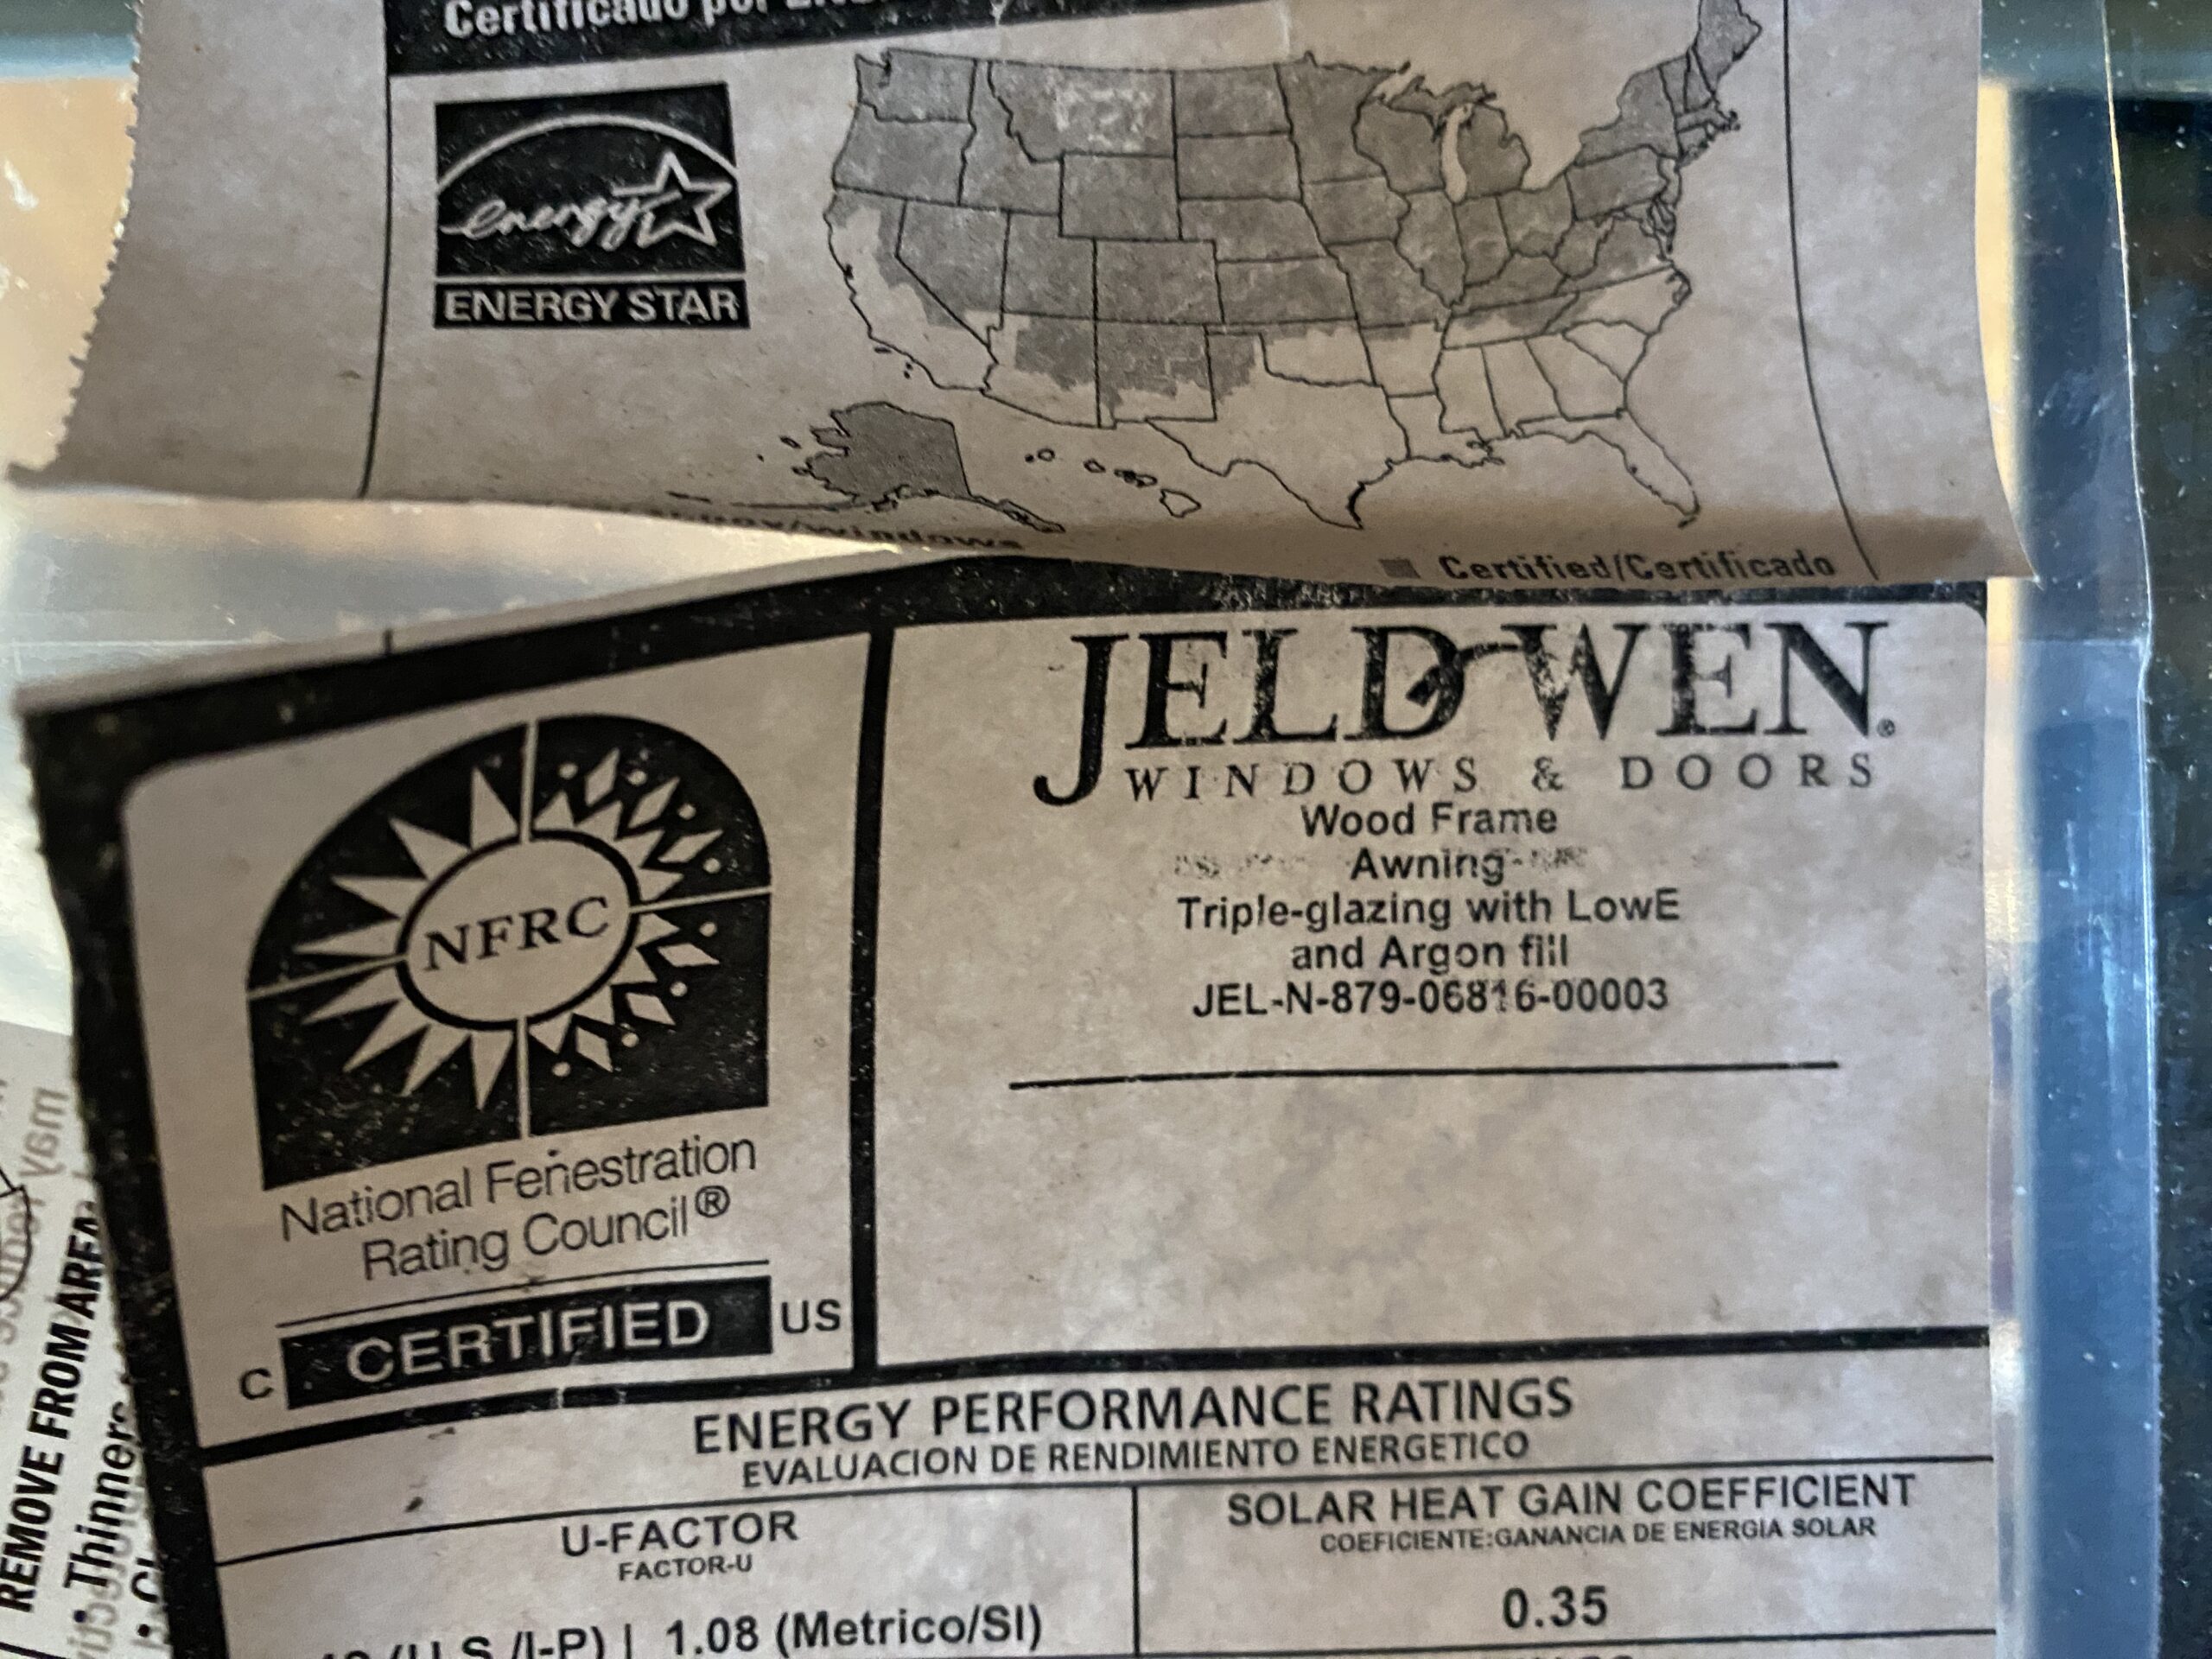 Certificado por
energy
ENERGY STAR
Certified/Certificado
JELD WEN®
WINDOWS & DOORS
Wood Frame
Awning
Triple-glazing with LowE
and Argon fill
JEL-N-879-06816-00003
NFRC
National Fenestration
Rating Council®
C CERTIFIED US
ENERGY PERFORMANCE RATINGS
EVALUACION DE RENDIMIENTO ENERGETICO
U-FACTOR
FACTOR-U
(U.S./I-P) | 1.08 (Metrico/SI)
SOLAR HEAT GAIN COEFFICIENT
COEFICIENTE:GANANCIA DE ENERGIA SOLAR
0.35
REMOVE FROM AREA
• Thinners
may